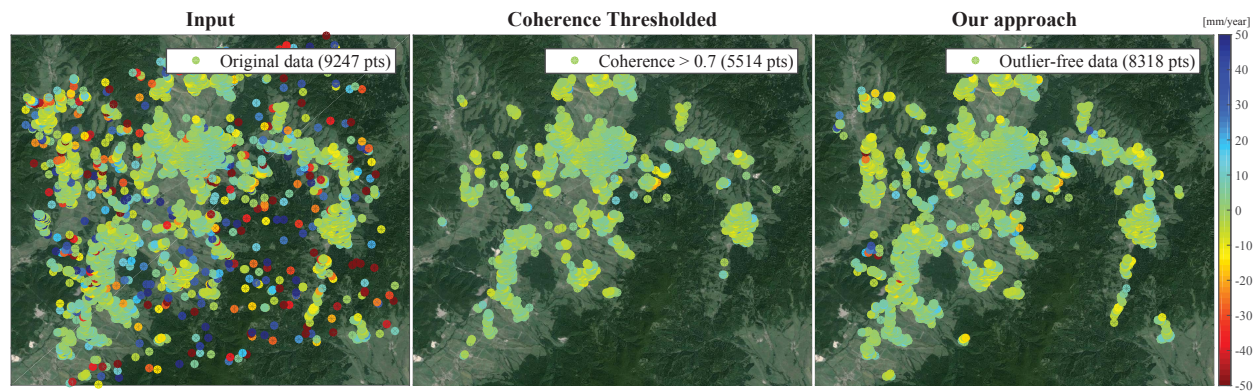 Input
Coherence Thresholded
Our approach
[mm/year]
Original data (9247 pts)
Coherence > 0.7 (5514 pts)
Outlier-free data (8318 pts)
50
40
30
20
10
0
-10
-20
-30
-40
-50